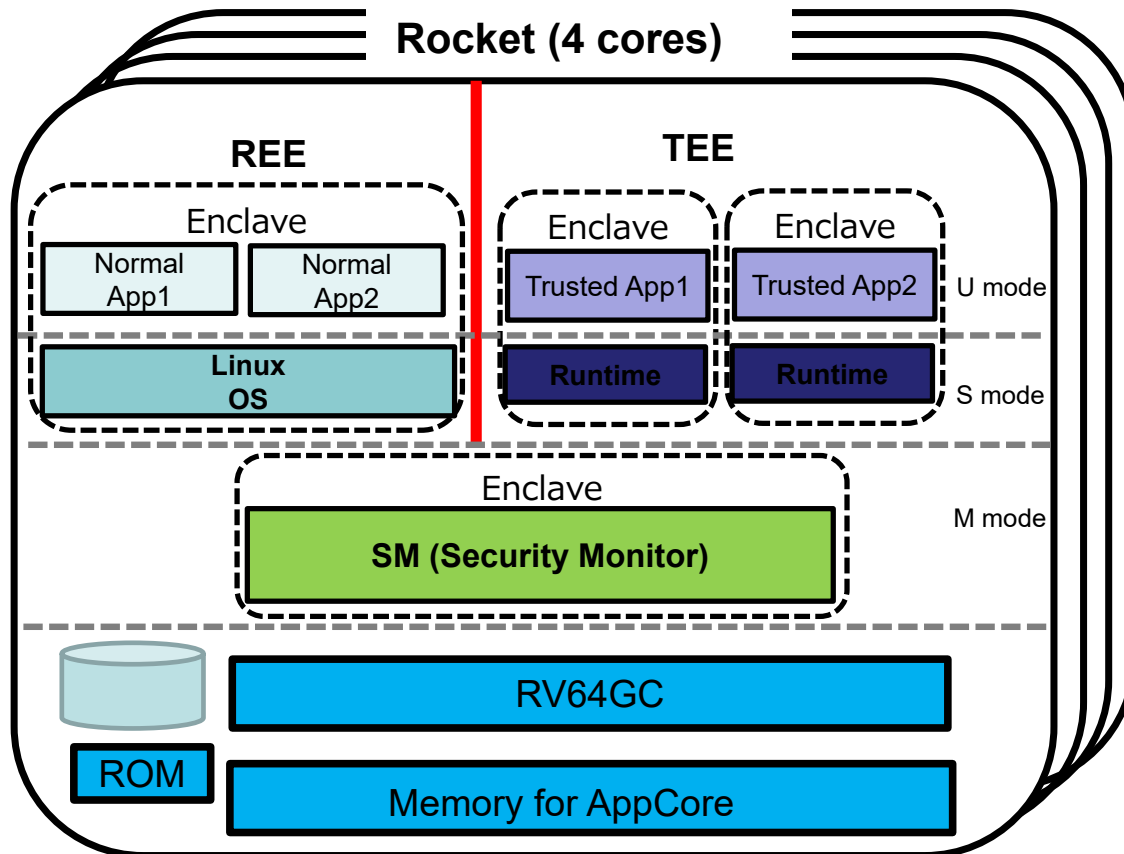 Rocket (4 cores)
REE
TEE
Enclave
Enclave
Enclave
Normal
App1
Normal
App2
Trusted App1
Trusted App2
U mode
Linux
OS
Runtime
Runtime
S mode
Enclave
SM (Security Monitor)
M mode
RV64GC
ROM
Memory for AppCore